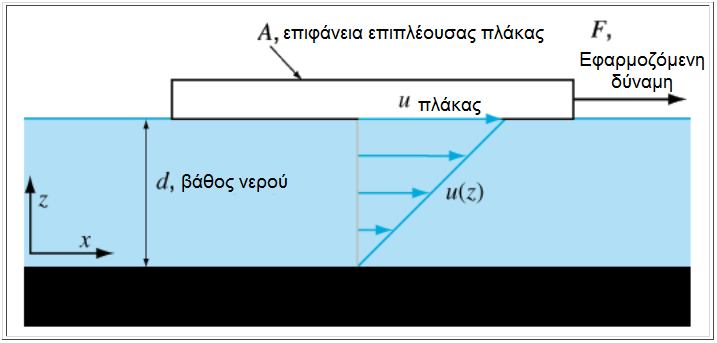 A, επιφάνεια επιπλέουσας πλάκας
F,
Εφαρμοζόμενη
δύναμη
u πλάκας
d, βάθος νερού
u(z)
z
x